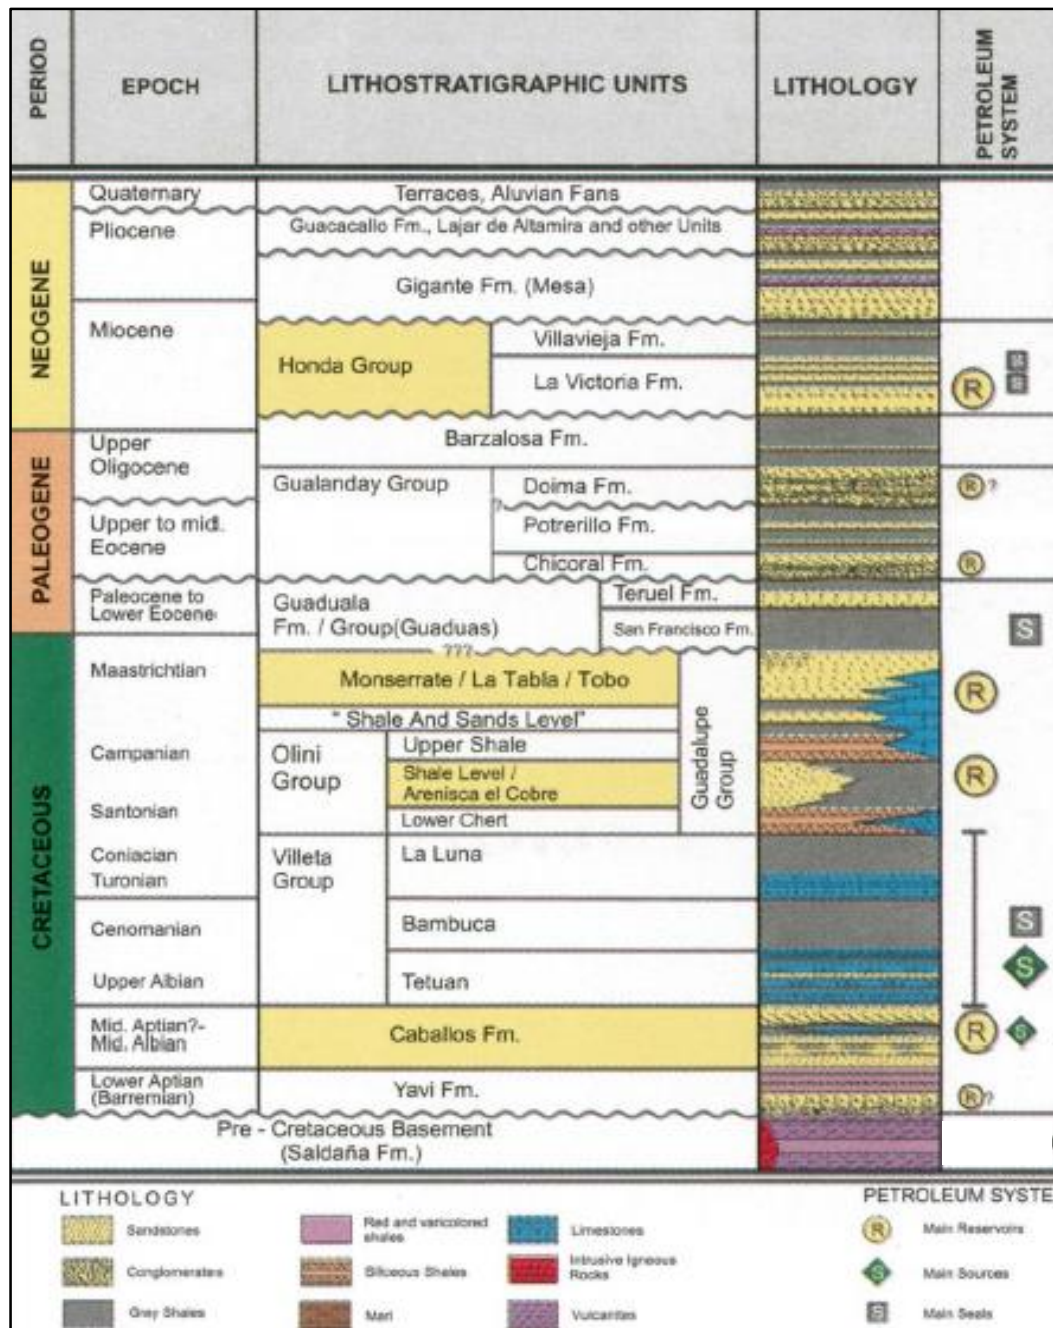 PERIOD
EPOCH
LITHOSTRATIGRAPHIC UNITS
LITHOLOGY
PETROLEUM
SYSTEM
NEOGENE
Quaternary
Terraces, Aluvian Fans
Pliocene
Guacacallo Fm., Lajar de Altamira and other Units
Gigante Fm. (Mesa)
Miocene
Honda Group
Villavieja Fm.
La Victoria Fm.
R
PALEOGENE
Upper
Oligocene
Barzalosa Fm.
Gualanday Group
Doima Fm.
R ?
?
Upper to mid.
Eocene
Potrerillo Fm.
Chicoral Fm.
R
Paleocene to
Lower Eocene
Guaduala
Fm. / Group(Guaduas)
Teruel Fm.
San Francisco Fm.
S
???
CRETACEOUS
Maastrichtian
Monserrate / La Tabla / Tobo
R
" Shale And Sands Level"
Guadalupe
Group
Campanian
Olini
Group
Upper Shale
Shale Level /
Arenisca el Cobre
R
Santonian
Lower Chert
Coniacian
Turonian
Villeta
Group
La Luna
Cenomanian
Bambuca
S
Upper Albian
Tetuan
S
Mid. Aptian?-
Mid. Albian
Caballos Fm.
R
S
Lower Aptian
(Barremian)
Yavi Fm.
R ?
Pre - Cretaceous Basement
(Saldaña Fm.)
LITHOLOGY
Sandstones
Conglomerates
Grey Shales
Red and varicolored
shales
Siliceous Shales
Marl
Limestones
Intrusive Igneous
Rocks
Vulcanites
PETROLEUM SYSTE
R
Main Reservoirs
S
Main Sources
S
Main Seals